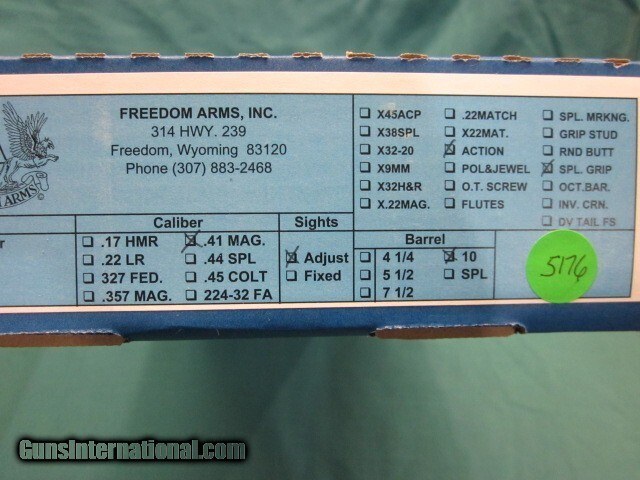 FREEDOM ARMS, INC.
314 HWY. 239
Freedom, Wyoming 83120
Phone (307) 883-2468
ARMS
X45ACP .22MATCH SPL. MRKNG.
X38SPL X22MAT. GRIP STUD
X32-20 ACTION RND BUTT
X9MM POL&JEWEL SPL. GRIP
X32H&R O.T. SCREW OCT.BAR.
X.22MAG. FLUTES INV. CRN.
DV TAIL FS
Caliber
.17 HMR .41 MAG.
.22 LR .44 SPL
327 FED. .45 COLT
.357 MAG. 224-32 FA
Sights
Adjust
Fixed
Barrel
4 1/4 10
5 1/2 SPL
7 1/2
5176
GunsInternational.com